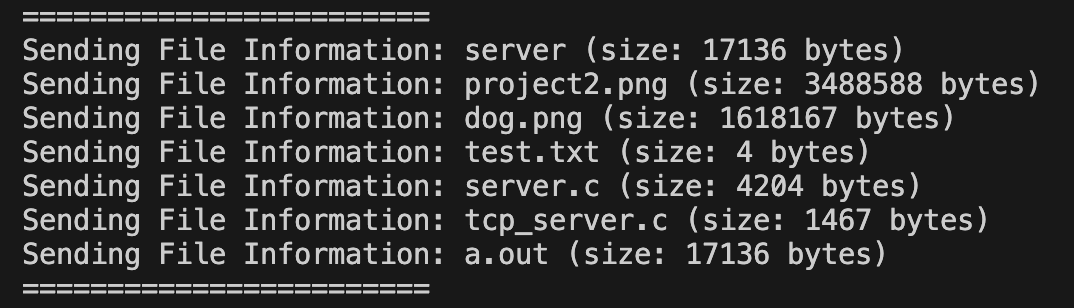 ========================
Sending File Information: server (size: 17136 bytes)
Sending File Information: project2.png (size: 3488588 bytes)
Sending File Information: dog.png (size: 1618167 bytes)
Sending File Information: test.txt (size: 4 bytes)
Sending File Information: server.c (size: 4204 bytes)
Sending File Information: tcp_server.c (size: 1467 bytes)
Sending File Information: a.out (size: 17136 bytes)
========================